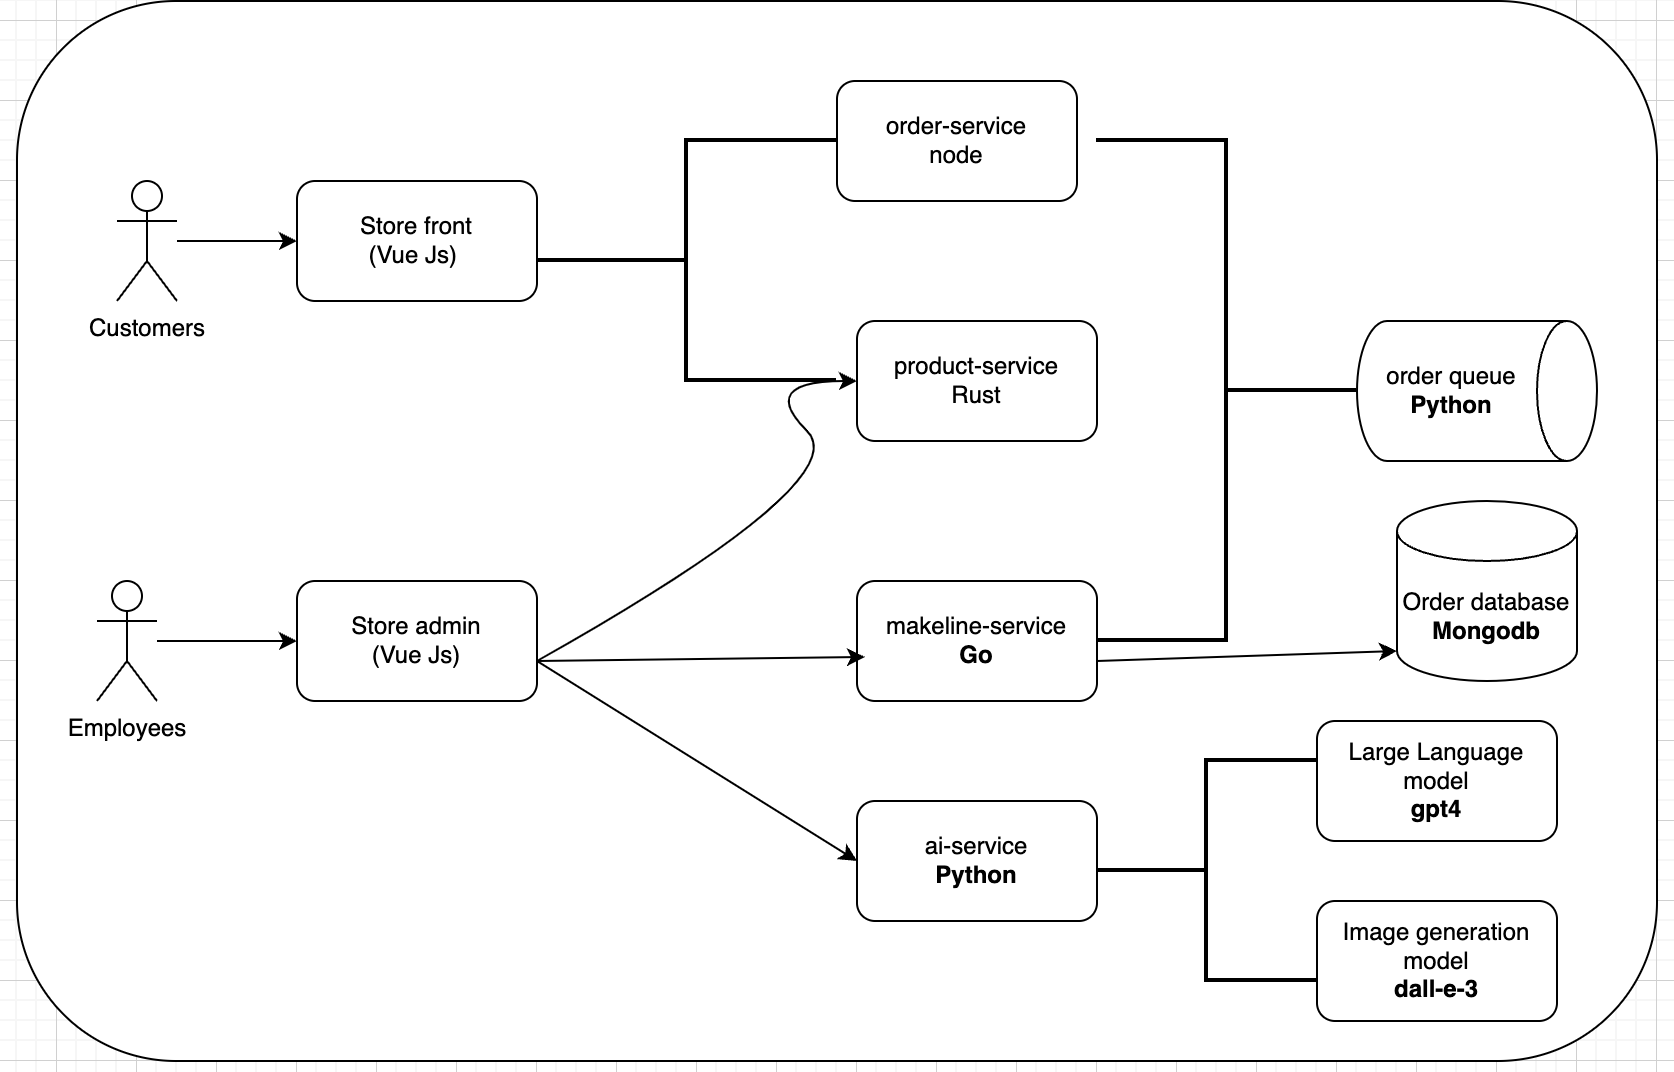 order-service
node
Store front
(Vue Js)
Customers
product-service
Rust
order queue
Python
Store admin
(Vue Js)
Employees
makeline-service
Go
Order database
Mongodb
Large Language
model
gpt4
ai-service
Python
Image generation
model
dall-e-3